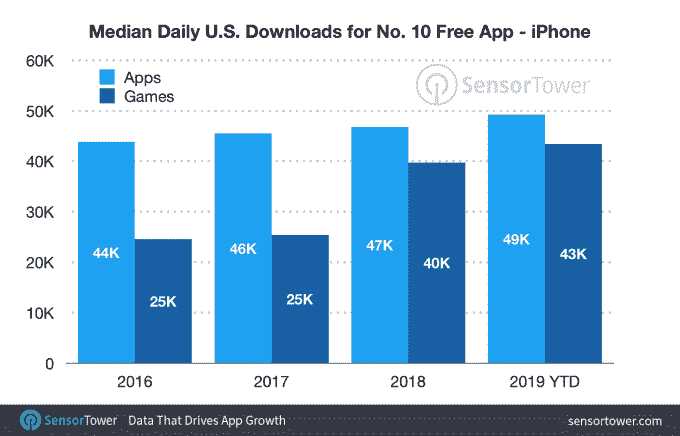 Median Daily U.S. Downloads for No. 10 Free App - iPhone
60K
Apps
Games
SensorTower
50K
40K
30K
20K
10K
0
44K
25K
46K
25K
47K
40K
49K
43K
2016
2017
2018
2019 YTD
SensorTower Data That Drives App Growth
sensortower.com